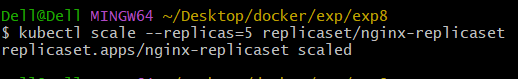 Dell@Dell MINGW64 ~/Desktop/docker/exp/exp8
$ kubectl scale --replicas=5 replicaset/nginx-replicaset
replicaset.apps/nginx-replicaset scaled